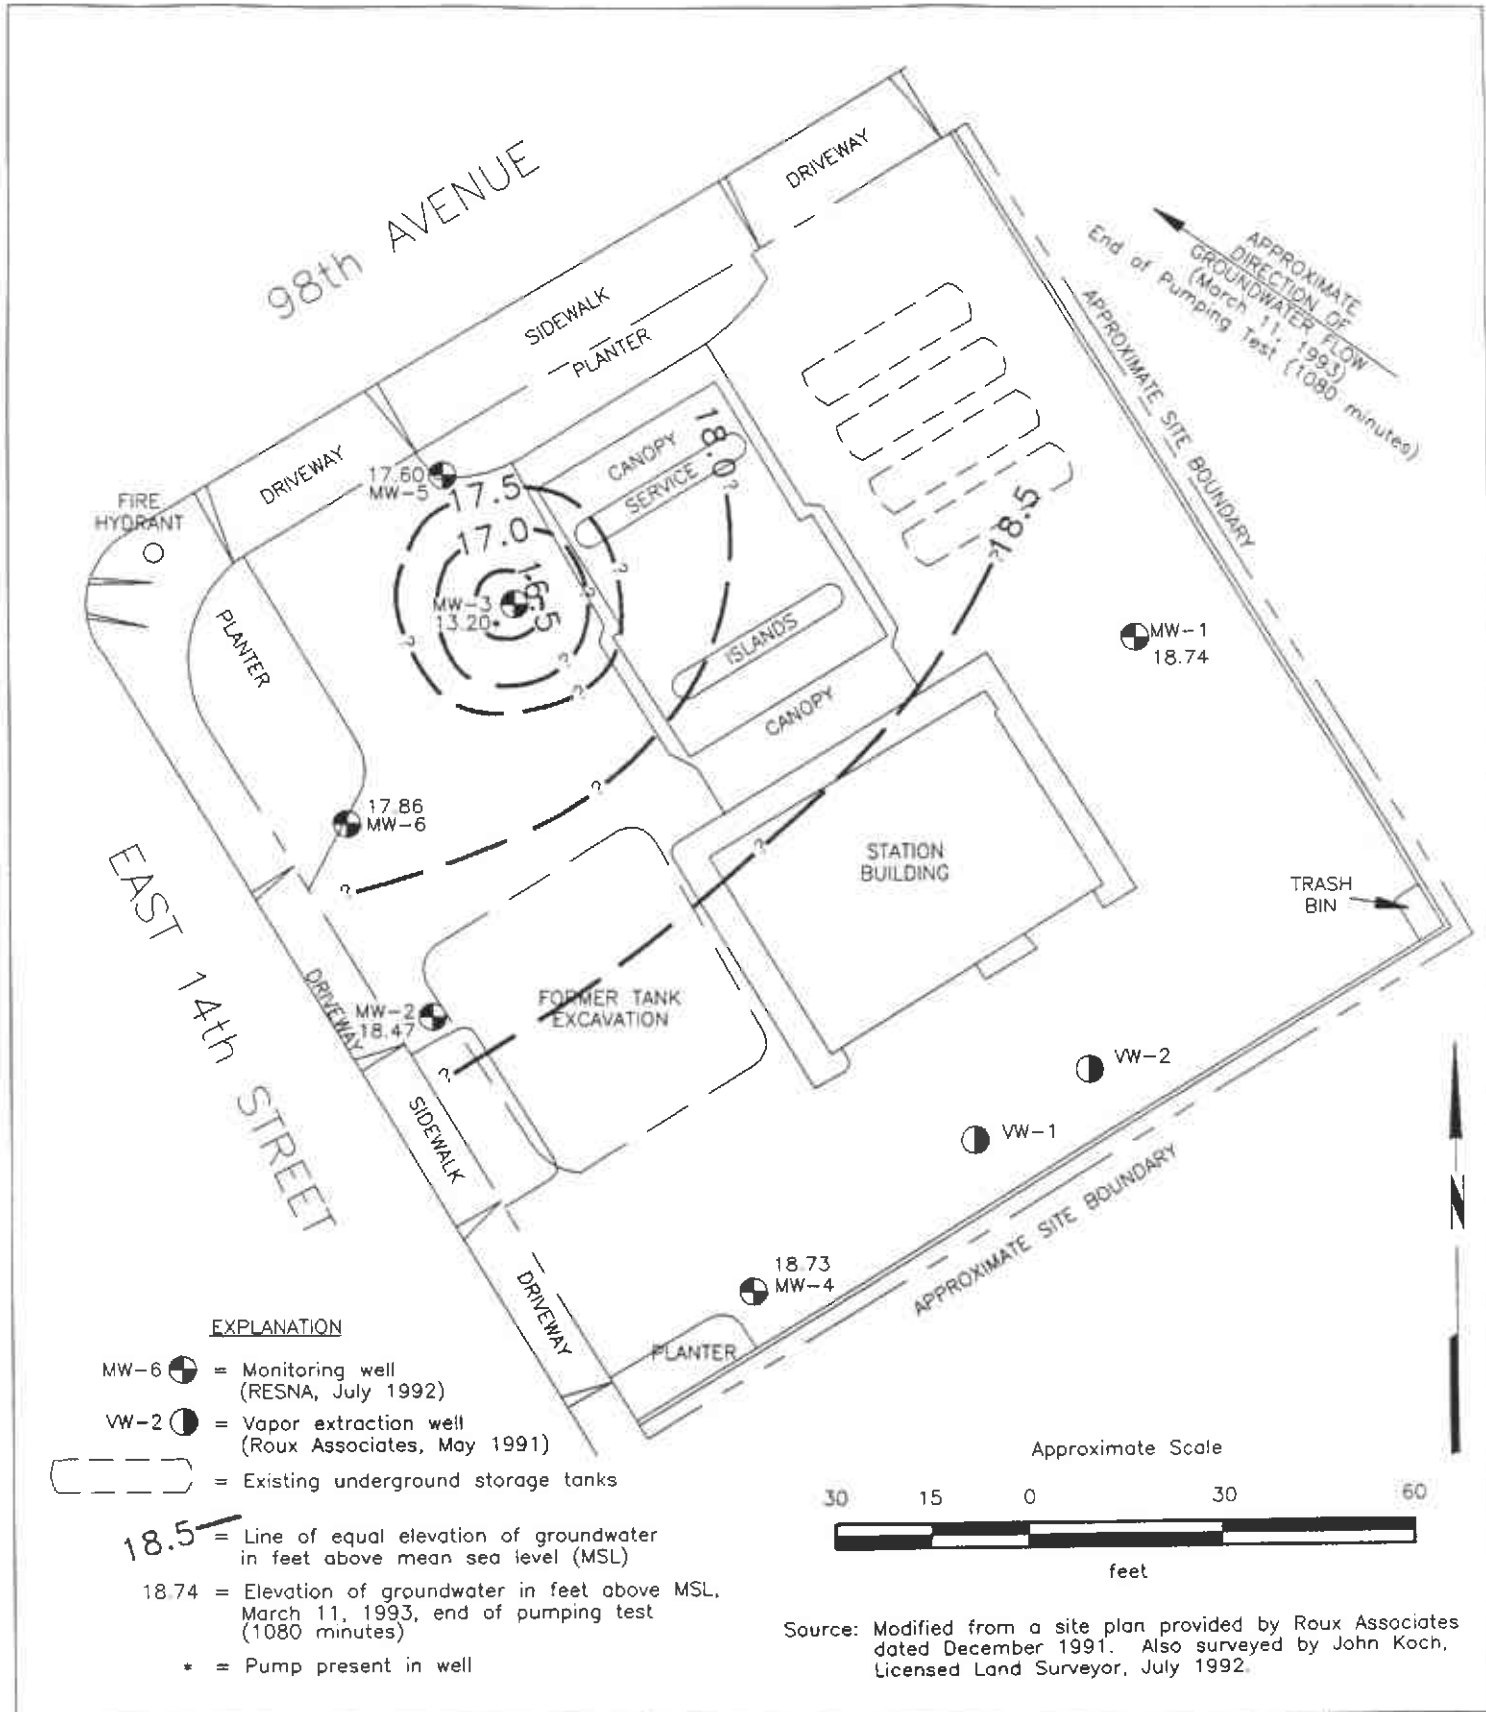 98th AVENUE
DRIVEWAY
SIDEWALK
PLANTER
APPROXIMATE
DIRECTION OF
GROUNDWATER FLOW
(March 11, 1993)
End of Pumping Test (1080 minutes)
APPROXIMATE SITE BOUNDARY
DRIVEWAY
17.60
MW-5
FIRE
HYDRANT
CANOPY
SERVICE
18.0
?
17.5
17.0
16.5
MW-3
13.20*
?
?
?
?
?
?
18.5
?
PLANTER
ISLANDS
CANOPY
MW-1
18.74
17.86
MW-6
?
?
?
STATION
BUILDING
TRASH
BIN
EAST 14th STREET
DRIVEWAY
MW-2
18.47
FORMER TANK
EXCAVATION
?
SIDEWALK
VW-2
VW-1
APPROXIMATE SITE BOUNDARY
18.73
MW-4
DRIVEWAY
PLANTER
N
EXPLANATION
MW-6 = Monitoring well
(RESNA, July 1992)
VW-2 = Vapor extraction well
(Roux Associates, May 1991)
= Existing underground storage tanks
18.5 = Line of equal elevation of groundwater
in feet above mean sea level (MSL)
18.74 = Elevation of groundwater in feet above MSL,
March 11, 1993, end of pumping test
(1080 minutes)
* = Pump present in well
Approximate Scale
30 15 0 30 60
feet
Source: Modified from a site plan provided by Roux Associates
dated December 1991. Also surveyed by John Koch,
Licensed Land Surveyor, July 1992.